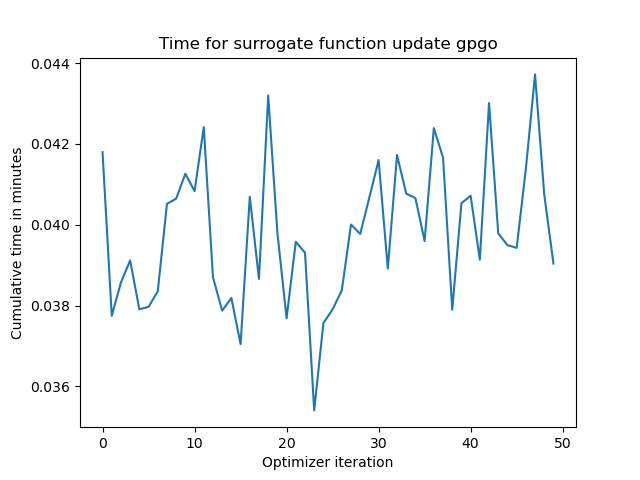 Time for surrogate function update gpgo
Cumulative time in minutes
0.044
0.042
0.040
0.038
0.036
0 10 20 30 40 50
Optimizer iteration